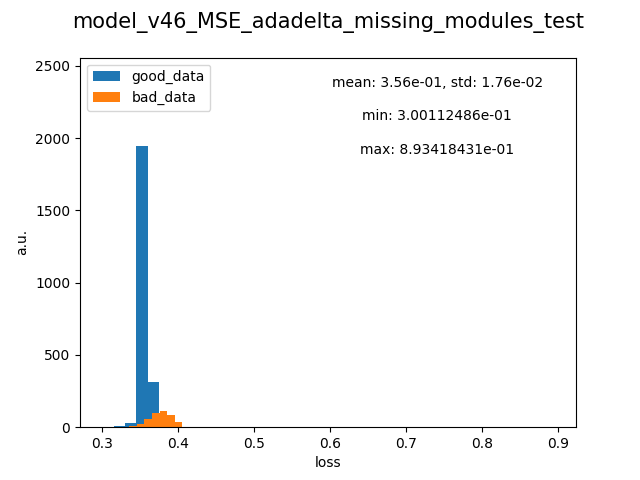 model_v46_MSE_adadelta_missing_modules_test
good_data
bad_data
mean: 3.56e-01, std: 1.76e-02
min: 3.00112486e-01
max: 8.93418431e-01
2500
2000
1500
1000
500
0
a.u.
0.3 0.4 0.5 0.6 0.7 0.8 0.9
loss